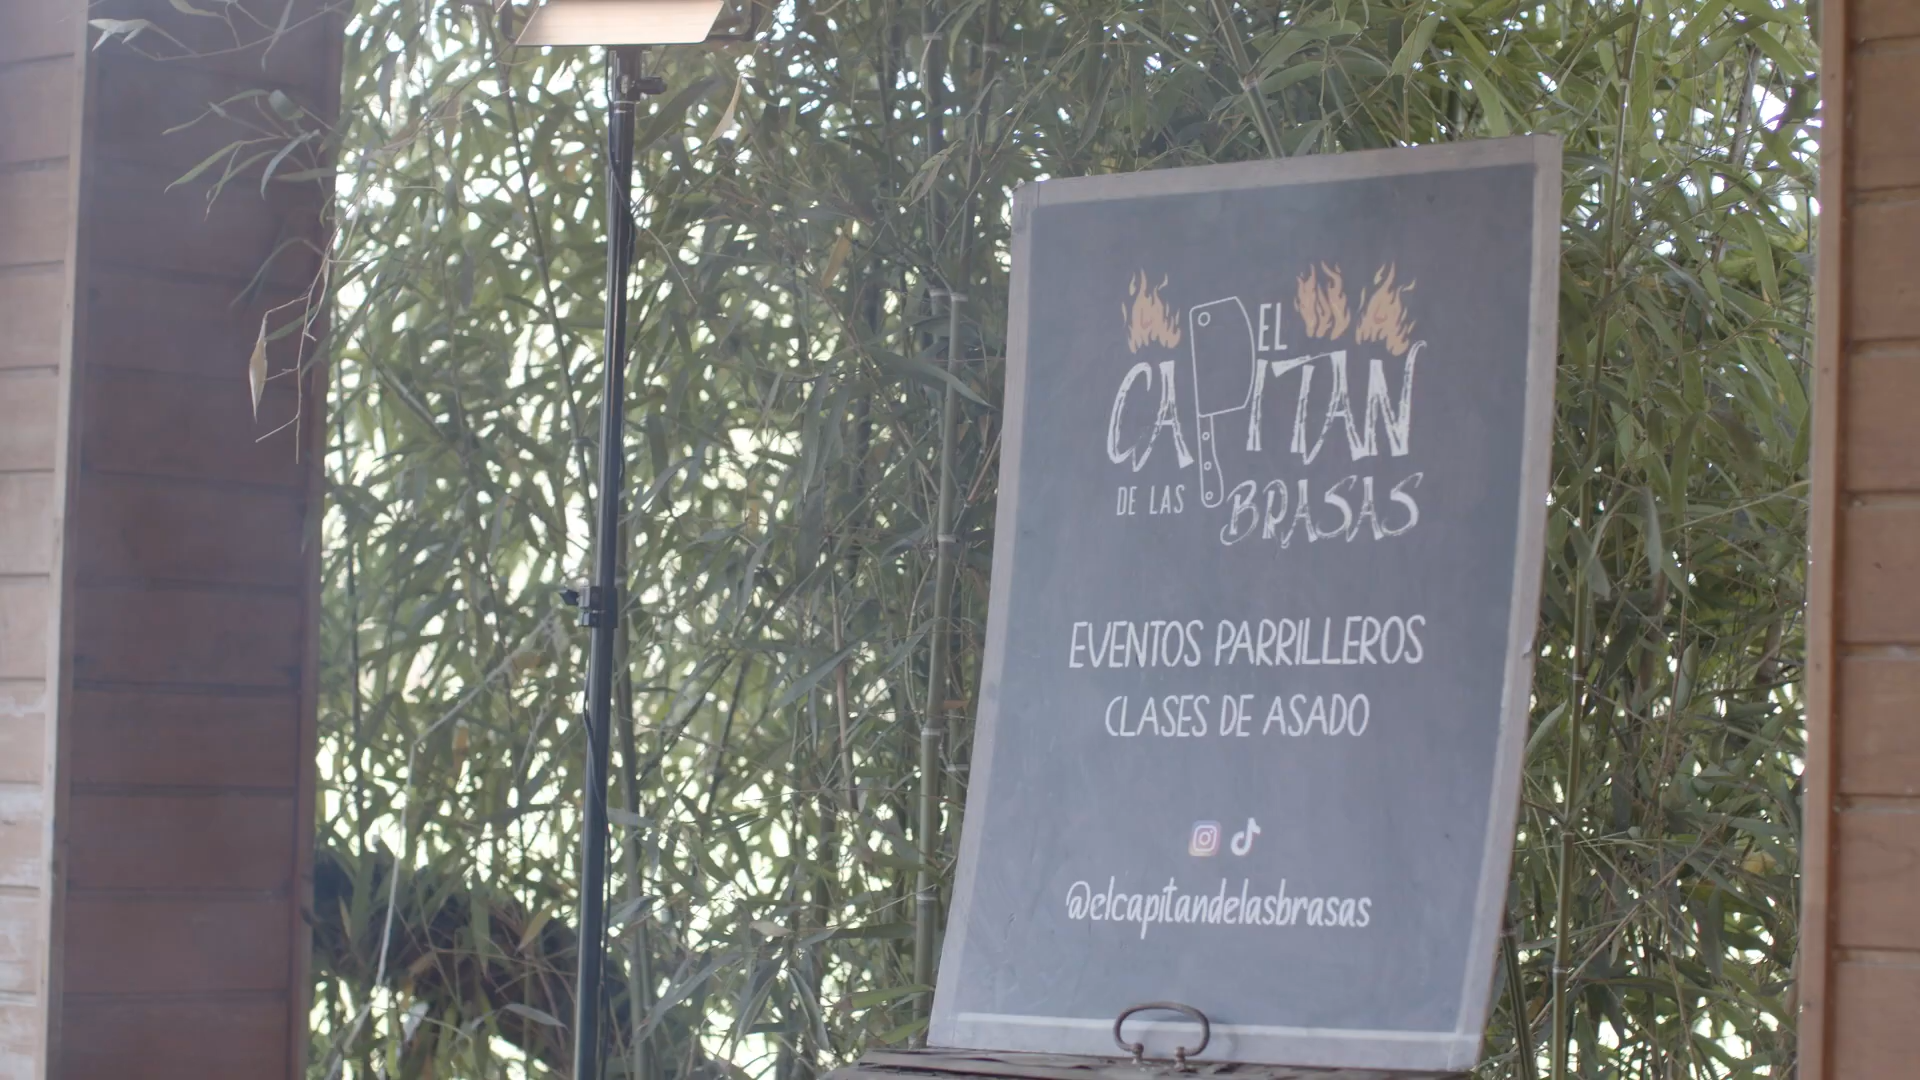 EL
CAPITAN
DE LAS BRASAS
EVENTOS PARRILLEROS
CLASES DE ASADO
@elcapitandelasbrasas